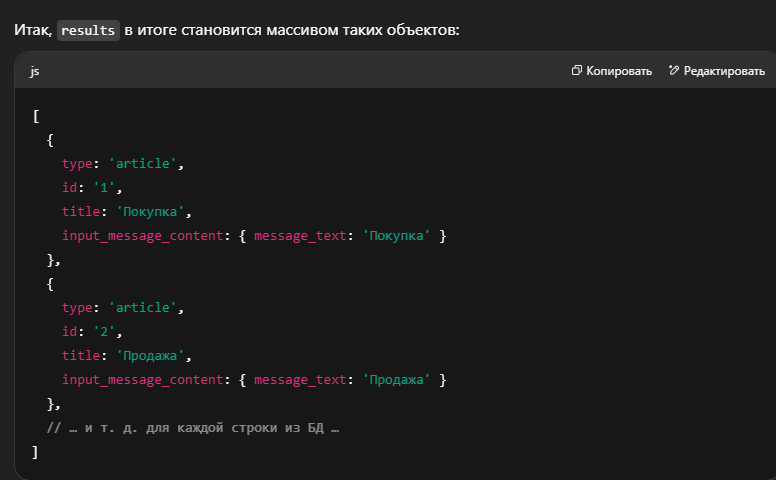 Итак, results в итоге становится массивом таких объектов:
js
Копировать
Редактировать
[
  {
    type: 'article',
    id: '1',
    title: 'Покупка',
    input_message_content: { message_text: 'Покупка' }
  },
  {
    type: 'article',
    id: '2',
    title: 'Продажа',
    input_message_content: { message_text: 'Продажа' }
  },
  // … и т. д. для каждой строки из БД …
]